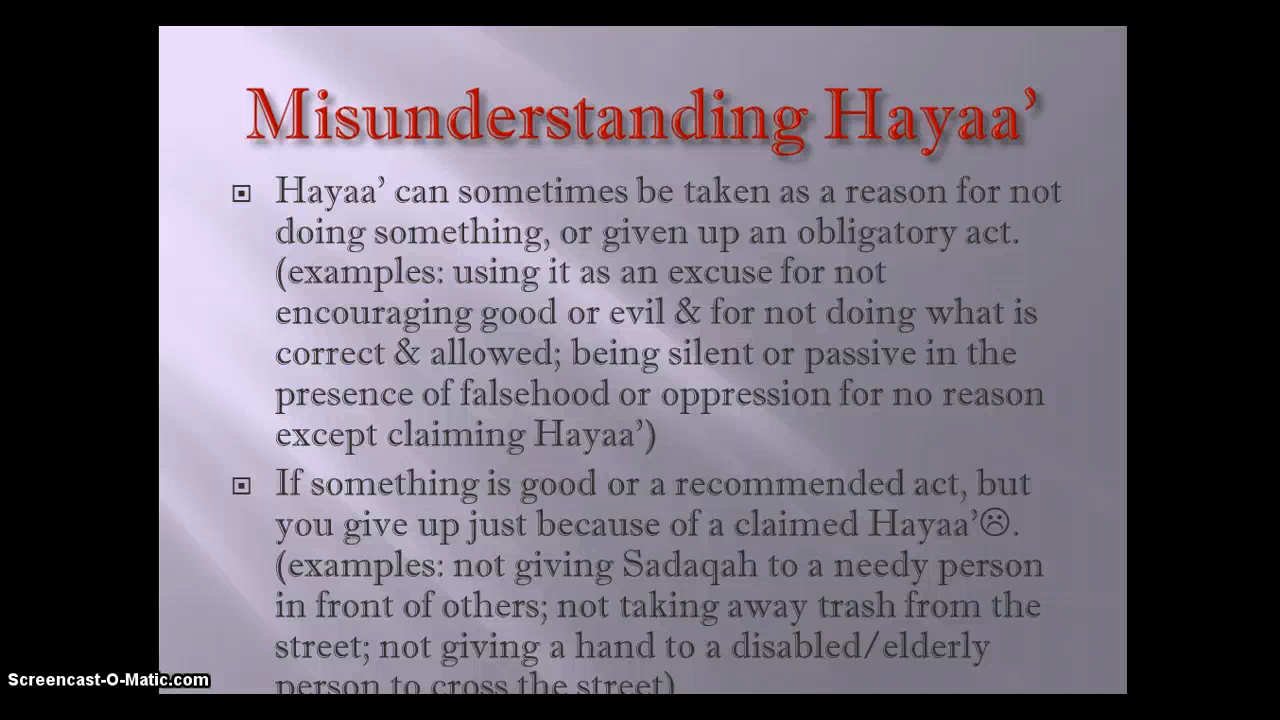 Misunderstanding Hayaa’
Hayaa’ can sometimes be taken as a reason for not
doing something, or given up an obligatory act.
(examples: using it as an excuse for not
encouraging good or evil & for not doing what is
correct & allowed; being silent or passive in the
presence of falsehood or oppression for no reason
except claiming Hayaa’)
If something is good or a recommended act, but
you give up just because of a claimed Hayaa’☹.
(examples: not giving Sadaqah to a needy person
in front of others; not taking away trash from the
street; not giving a hand to a disabled/elderly
person to cross the street)
Screencast-O-Matic.com